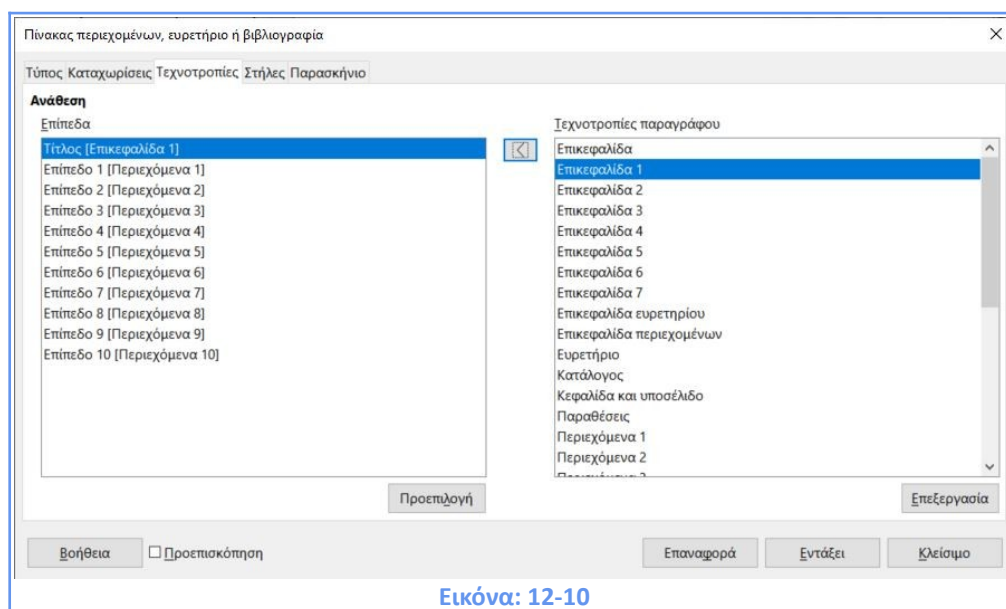 Πίνακας περιεχομένων, ευρετήριο ή βιβλιογραφία
Τύπος Καταχωρίσεις Τεχνοτροπίες Στήλες Παρασκήνιο
Ανάθεση
Επίπεδα
Τίτλος [Επικεφαλίδα 1]
Επίπεδο 1 [Περιεχόμενα 1]
Επίπεδο 2 [Περιεχόμενα 2]
Επίπεδο 3 [Περιεχόμενα 3]
Επίπεδο 4 [Περιεχόμενα 4]
Επίπεδο 5 [Περιεχόμενα 5]
Επίπεδο 6 [Περιεχόμενα 6]
Επίπεδο 7 [Περιεχόμενα 7]
Επίπεδο 8 [Περιεχόμενα 8]
Επίπεδο 9 [Περιεχόμενα 9]
Επίπεδο 10 [Περιεχόμενα 10]
Προεπιλογή
Τεχνοτροπίες παραγράφου
Επικεφαλίδα
Επικεφαλίδα 1
Επικεφαλίδα 2
Επικεφαλίδα 3
Επικεφαλίδα 4
Επικεφαλίδα 5
Επικεφαλίδα 6
Επικεφαλίδα 7
Επικεφαλίδα ευρετηρίου
Επικεφαλίδα περιεχομένων
Ευρετήριο
Κατάλογος
Κεφαλίδα και υποσέλιδο
Παραθέσεις
Περιεχόμενα 1
Περιεχόμενα 2
Επεξεργασία
Βοήθεια Προεπισκόπηση Επαναφορά Εντάξει Κλείσιμο
Εικόνα: 12-10